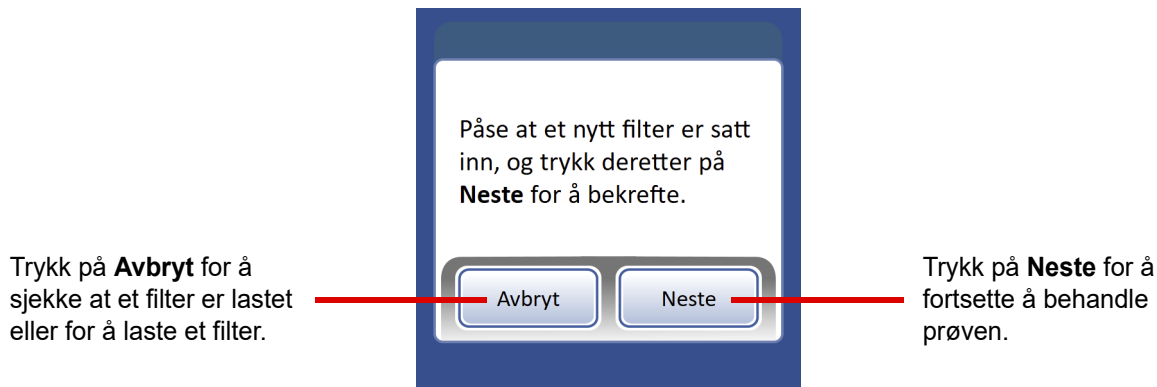 Påse at et nytt filter er satt
inn, og trykk deretter på
Neste for å bekrefte.
Trykk på Avbryt for å
sjekke at et filter er lastet
eller for å laste et filter.
Avbryt
Neste
Trykk på Neste for å
fortsette å behandle
prøven.